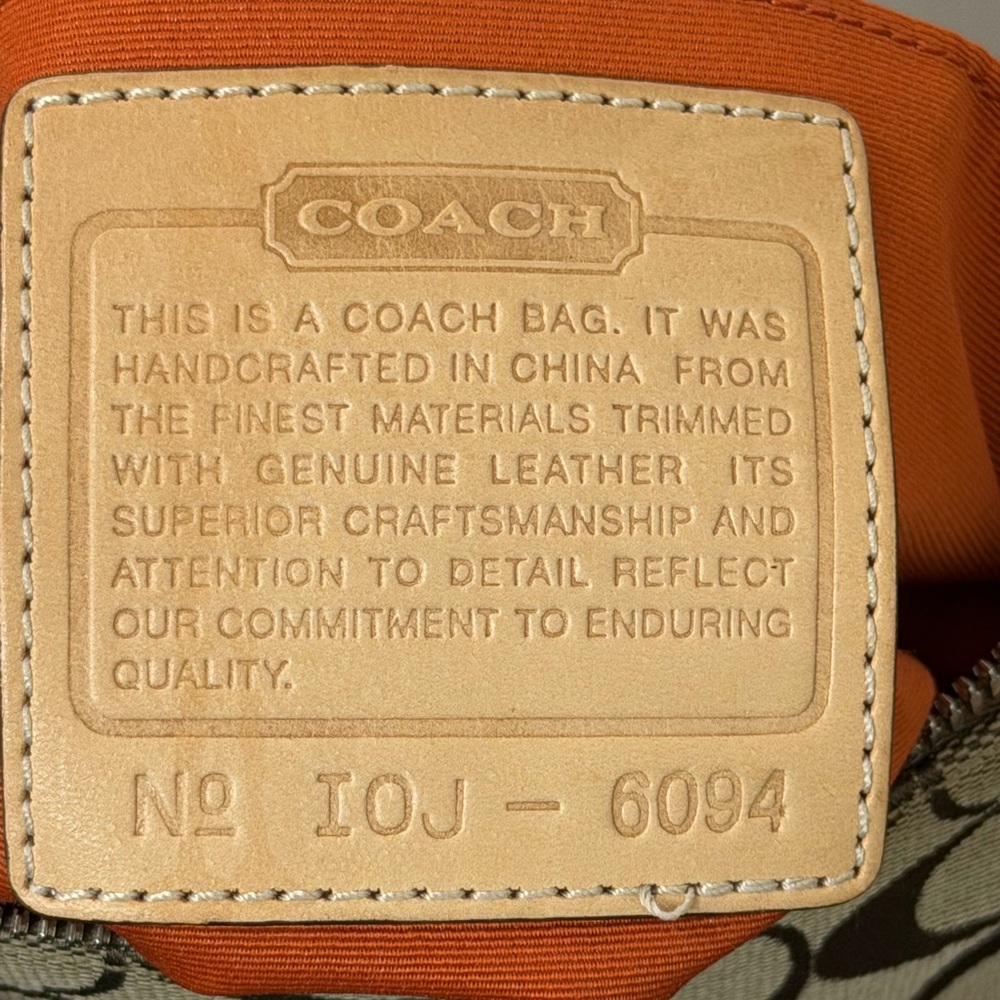 COACH
THIS IS A COACH BAG. IT WAS
HANDCRAFTED IN CHINA FROM
THE FINEST MATERIALS TRIMMED
WITH GENUINE LEATHER ITS
SUPERIOR CRAFTSMANSHIP AND
ATTENTION TO DETAIL REFLECT
OUR COMMITMENT TO ENDURING
QUALITY.
Nº IOJ – 6094